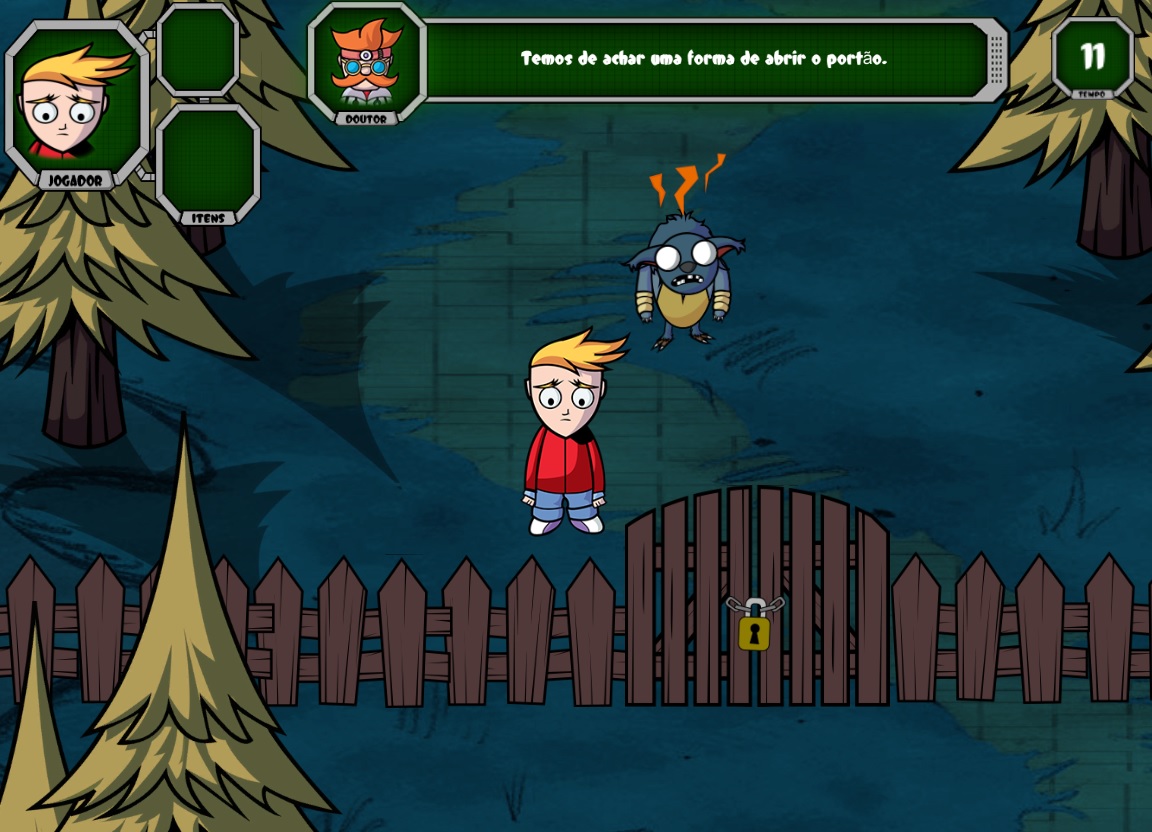 Temos de achar uma forma de abrir o portão.
11
TEMPO
DOUTOR
JOGADOR
ITENS